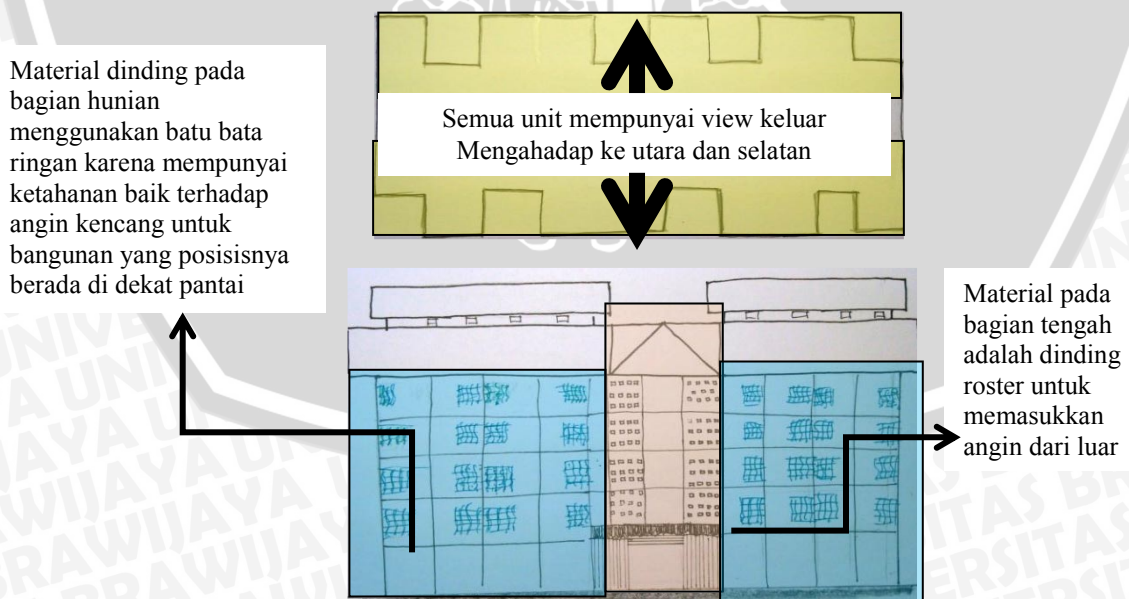 Material dinding pada
bagian hunian
menggunakan batu bata
ringan karena mempunyai
ketahanan baik terhadap
angin kencang untuk
bangunan yang posisisnya
berada di dekat pantai
Semua unit mempunyai view keluar
Mengahadap ke utara dan selatan
Material pada
bagian tengah
adalah dinding
roster untuk
memasukkan
angin dari luar